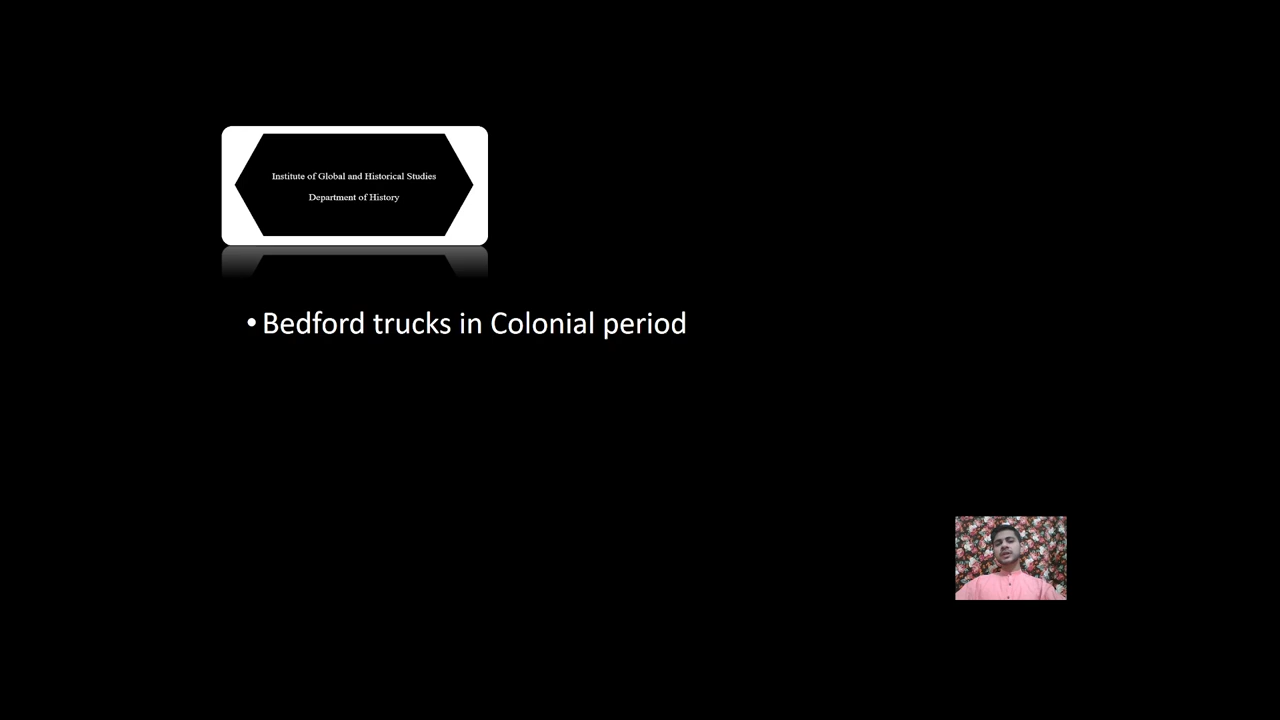 Institute of Global and Historical Studies
Department of History
• Bedford trucks in Colonial period